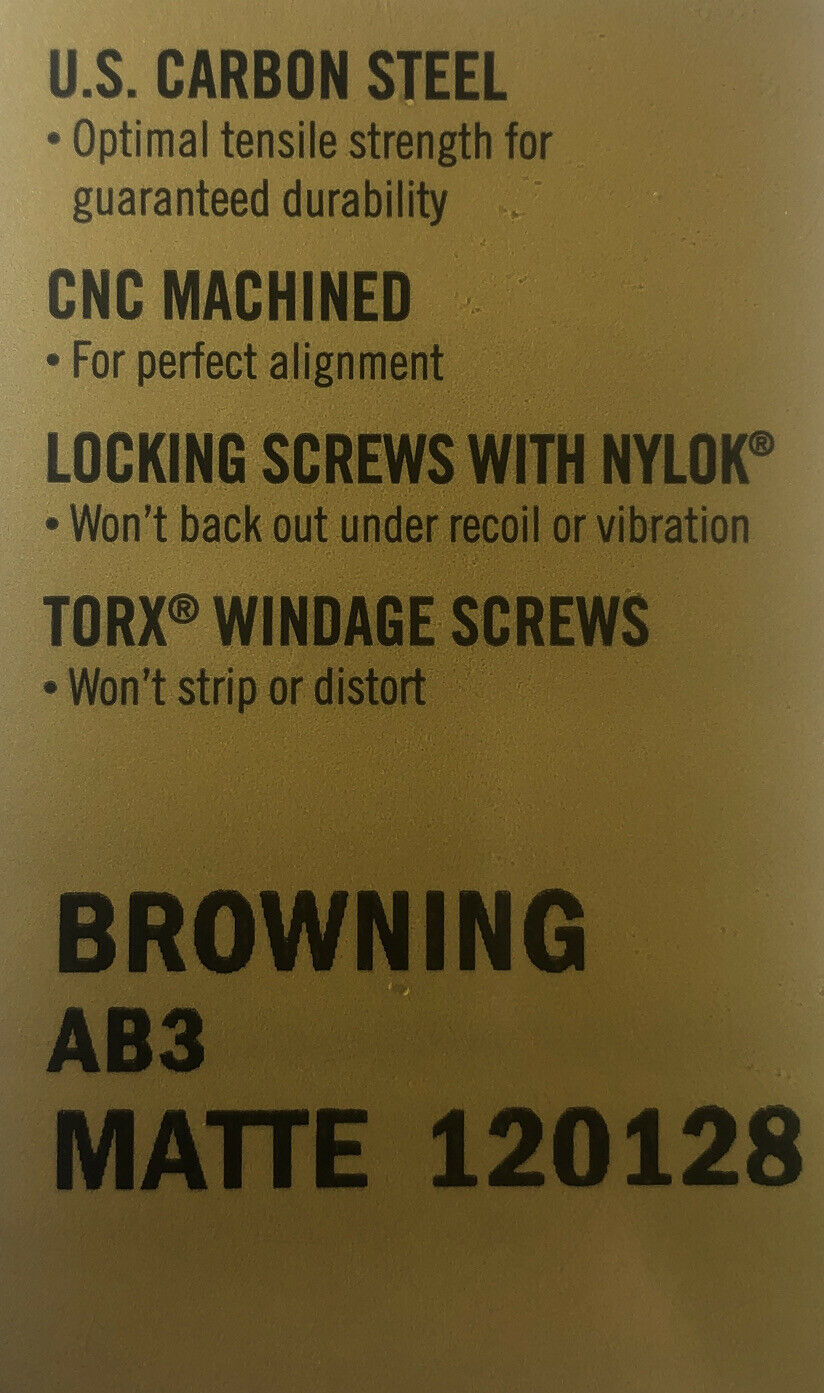 U.S. CARBON STEEL
• Optimal tensile strength for
guaranteed durability
CNC MACHINED
• For perfect alignment
LOCKING SCREWS WITH NYLOK®
• Won't back out under recoil or vibration
TORX® WINDAGE SCREWS
• Won't strip or distort
BROWNING
AB3
MATTE 120128